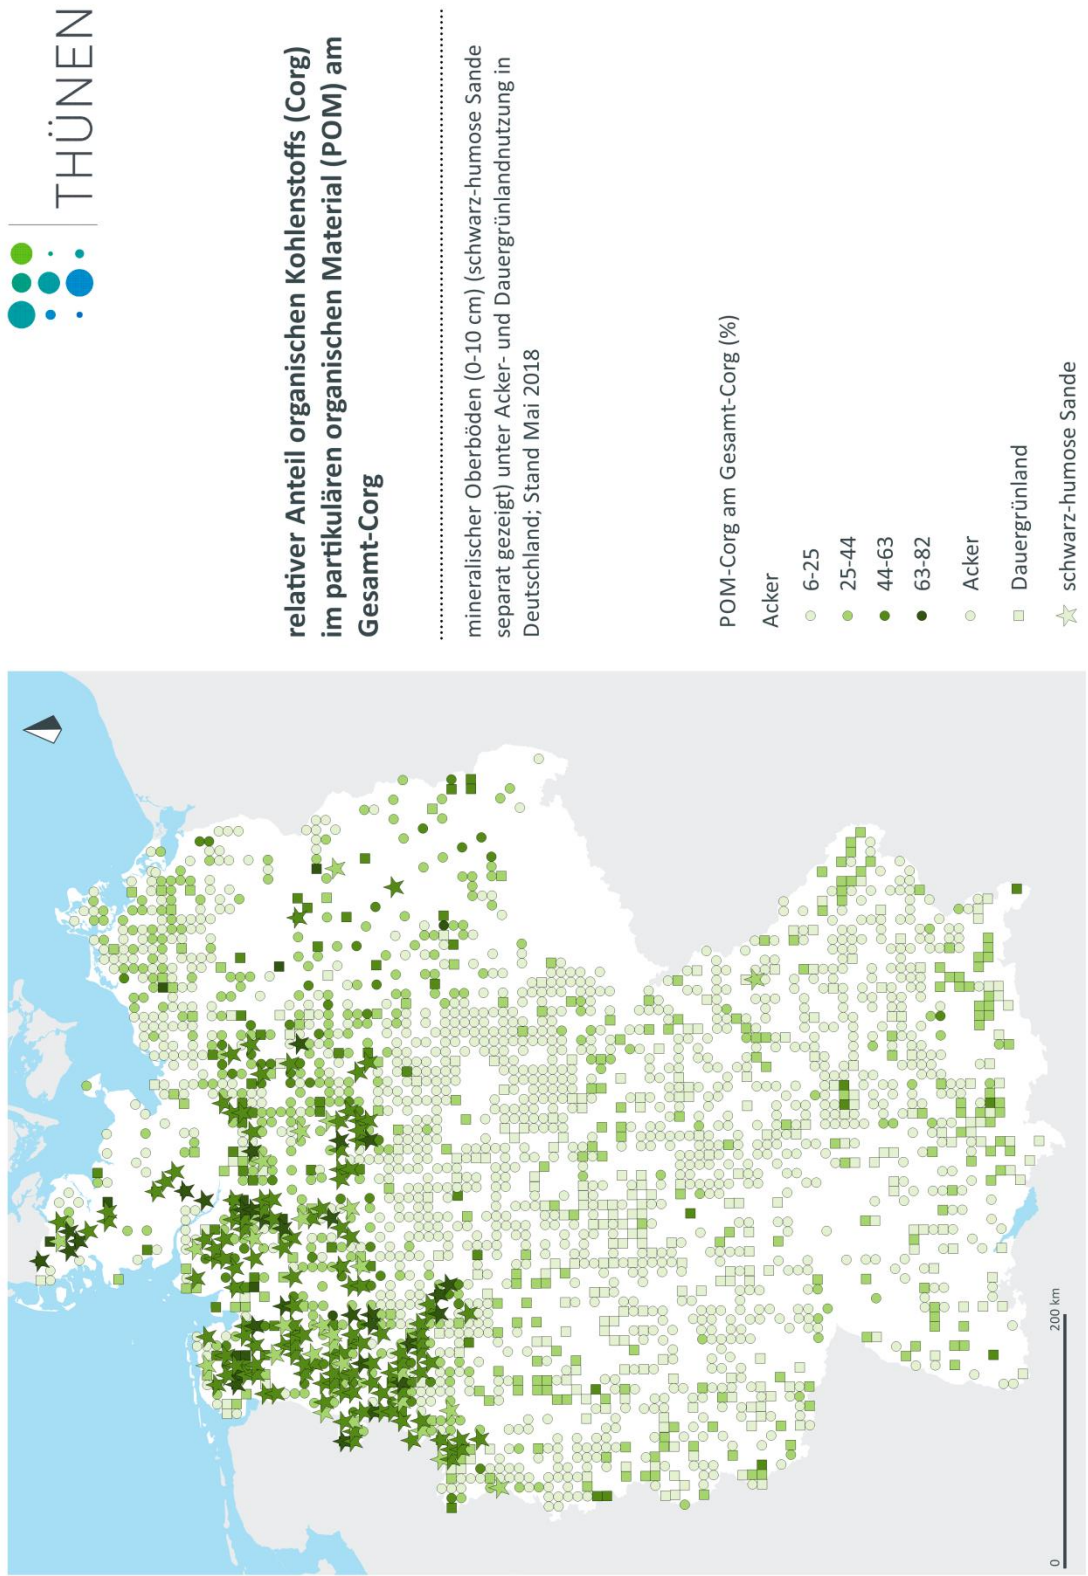 THÜNEN
relativer Anteil organischen Kohlenstoffs (Corg)
im partikulären organischen Material (POM) am
Gesamt-Corg
mineralischer Oberböden (0-10 cm) (schwarz-humose Sande
separat gezeigt) unter Acker- und Dauergrünlandnutzung in
Deutschland; Stand Mai 2018
POM-Corg am Gesamt-Corg (%)
Acker
6-25
25-44
44-63
63-82
Acker
Dauergrünland
schwarz-humose Sande
0 200 km